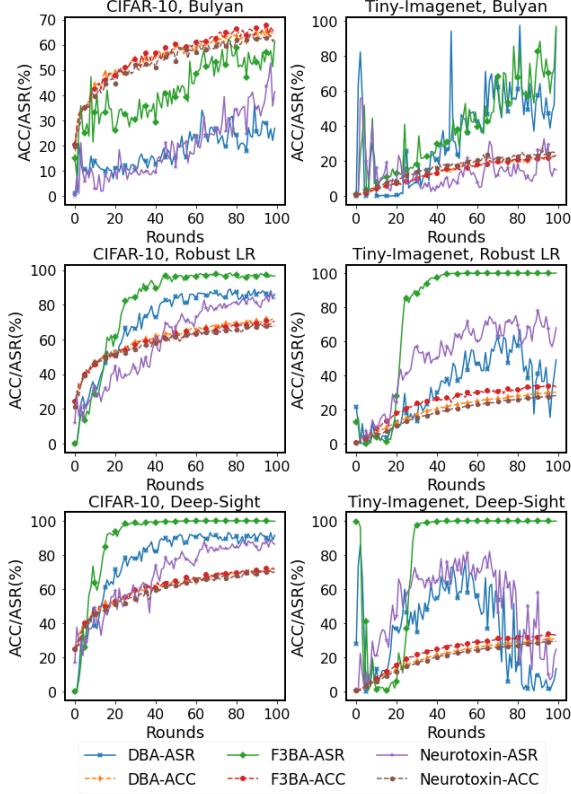 CIFAR-10, Bulyan
ACC/ASR(%)
70
60
50
40
30
20
10
0
0 20 40 60 80 100
Rounds
Tiny-Imagenet, Bulyan
ACC/ASR(%)
100
80
60
40
20
0
0 20 40 60 80 100
Rounds
CIFAR-10, Robust LR
ACC/ASR(%)
100
80
60
40
20
0
0 20 40 60 80 100
Rounds
Tiny-Imagenet, Robust LR
ACC/ASR(%)
100
80
60
40
20
0
0 20 40 60 80 100
Rounds
CIFAR-10, Deep-Sight
ACC/ASR(%)
100
80
60
40
20
0
0 20 40 60 80 100
Rounds
Tiny-Imagenet, Deep-Sight
ACC/ASR(%)
100
80
60
40
20
0
0 20 40 60 80 100
Rounds
DBA-ASR F3BA-ASR Neurotoxin-ASR
DBA-ACC F3BA-ACC Neurotoxin-ACC